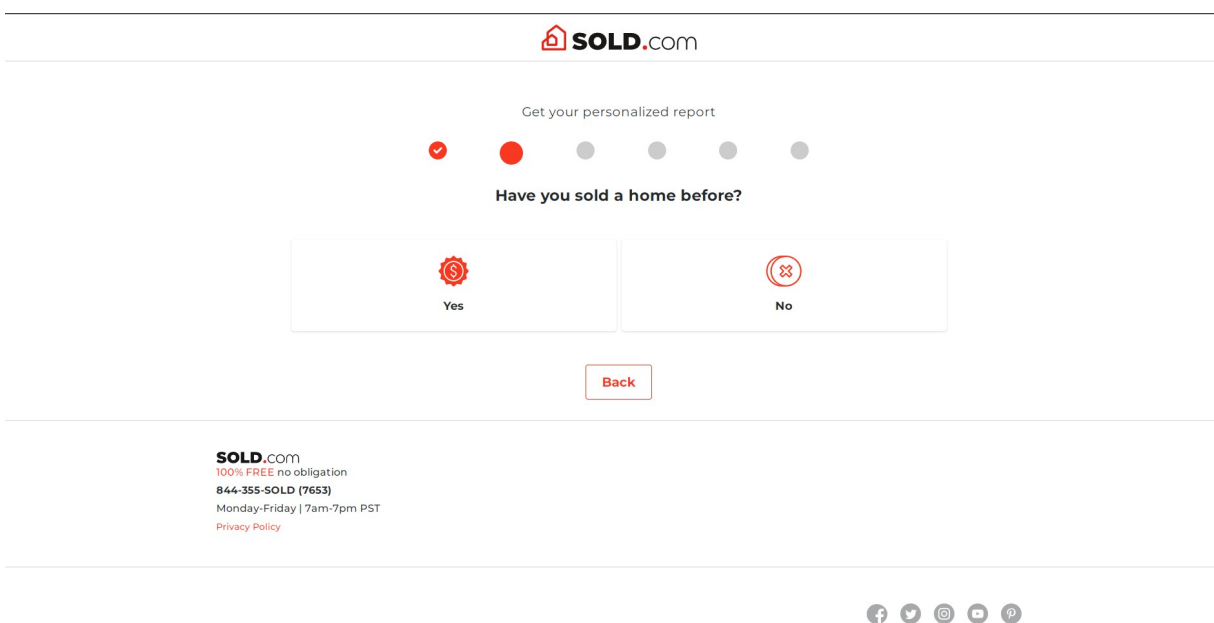 SOLD.com
Get your personalized report
Have you sold a home before?
Yes
No
Back
SOLD.com
100% FREE no obligation
844-355-SOLD (7653)
Monday-Friday | 7am-7pm PST
Privacy Policy